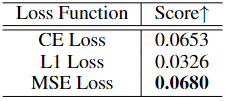 Loss Function Score↑
CE Loss 0.0653
L1 Loss 0.0326
MSE Loss 0.0680